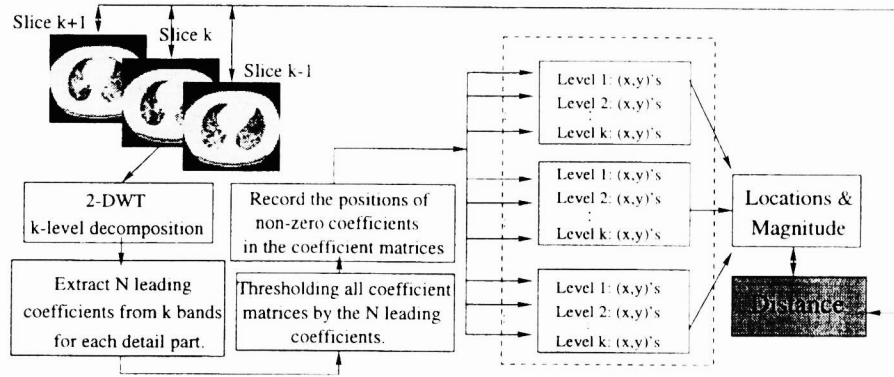 Slice k+1
Slice k
Slice k-1
2-DWT
k-level decomposition
Extract N leading
coefficients from k bands
for each detail part.
Record the positions of
non-zero coefficients
in the coefficient matrices
Thresholding all coefficient
matrices by the N leading
coefficients.
Level 1: (x,y)'s
Level 2: (x,y)'s
:
Level k: (x,y)'s
Level 1: (x,y)'s
Level 2: (x,y)'s
:
Level k: (x,y)'s
Level 1: (x,y)'s
Level 2: (x,y)'s
:
Level k: (x,y)'s
Locations &
Magnitude
Distance